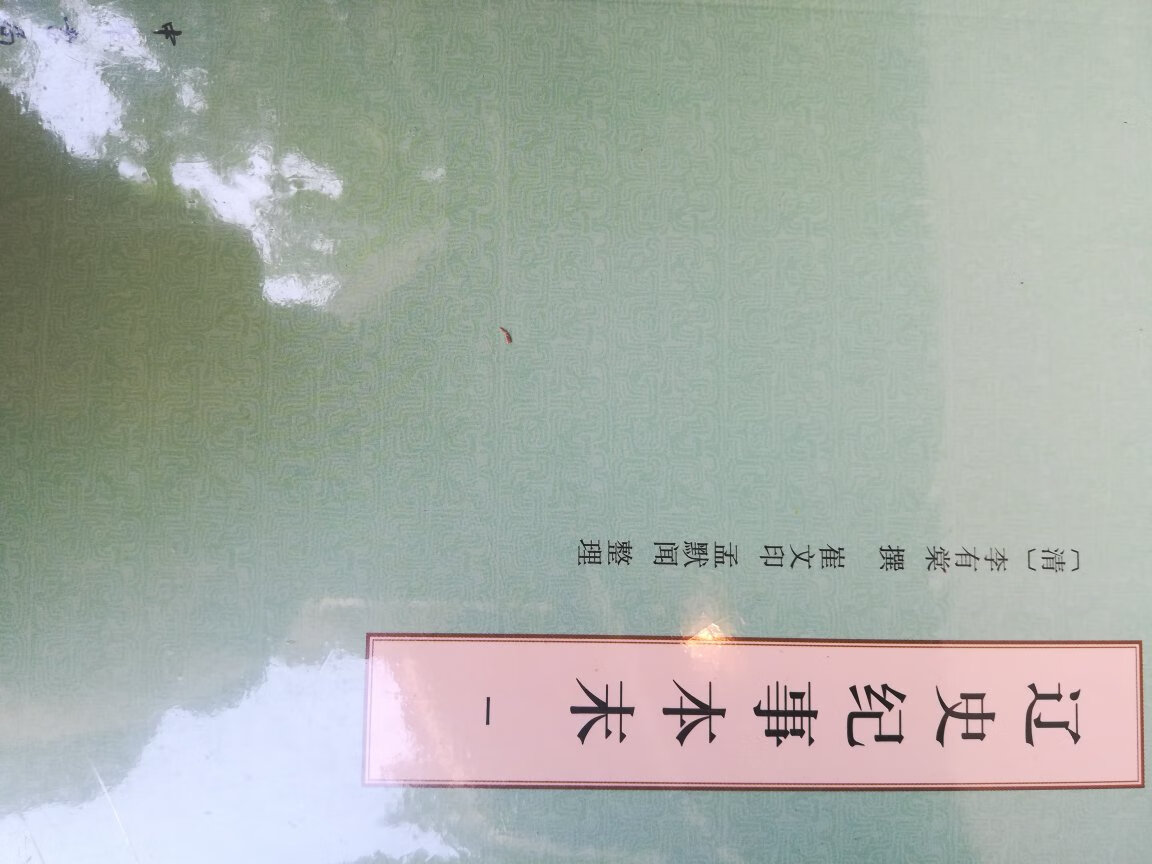 辽史纪事本末 一
〔清〕李有棠 撰 崔文印 孟默闻 整理
中